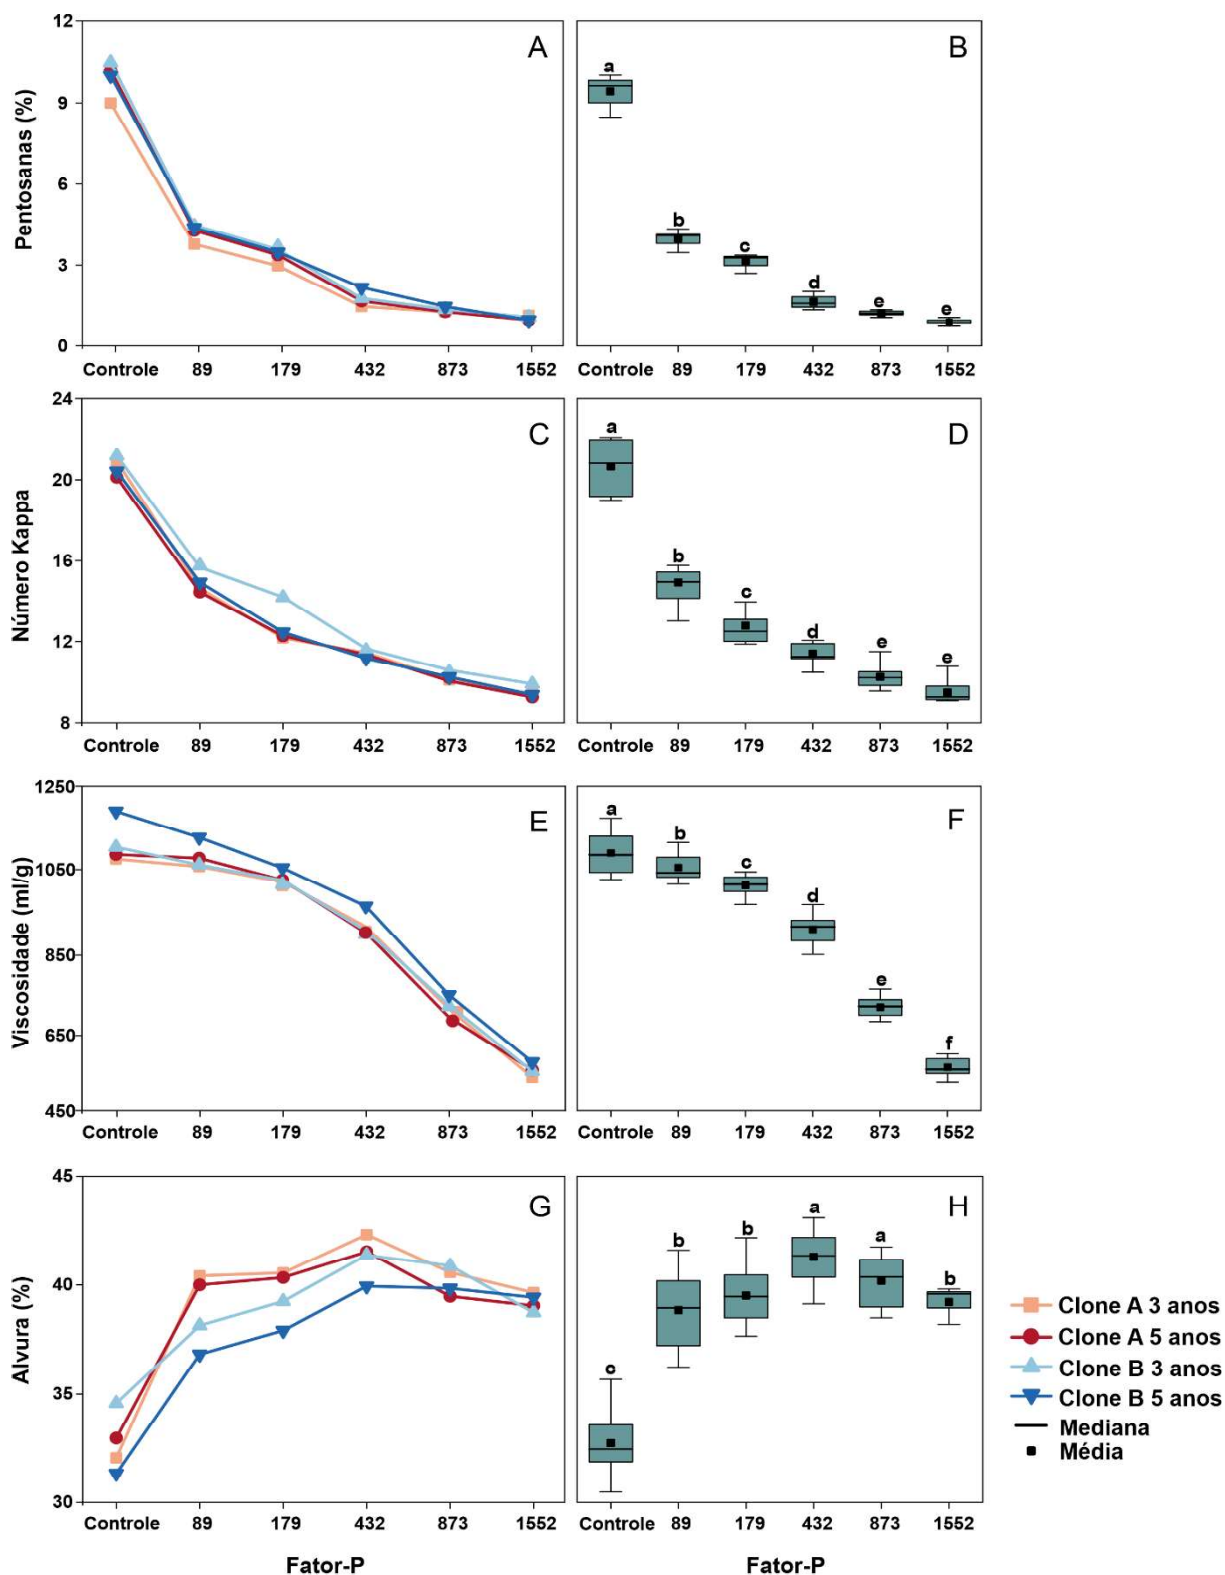 12
9
6
3
0
Pentosanas (%)
A
Controle 89 179 432 873 1552
B
a
b
c
d
e
e
Controle 89 179 432 873 1552
24
20
16
12
8
Número Kappa
C
Controle 89 179 432 873 1552
D
a
b
c
d
e
e
Controle 89 179 432 873 1552
1250
1050
850
650
450
Viscosidade (ml/g)
E
Controle 89 179 432 873 1552
F
a
b
c
d
e
f
Controle 89 179 432 873 1552
45
40
35
30
Alvura (%)
G
Controle 89 179 432 873 1552
Fator-P
H
c
b
b
a
a
b
Controle 89 179 432 873 1552
Fator-P
Clone A 3 anos
Clone A 5 anos
Clone B 3 anos
Clone B 5 anos
Mediana
Média